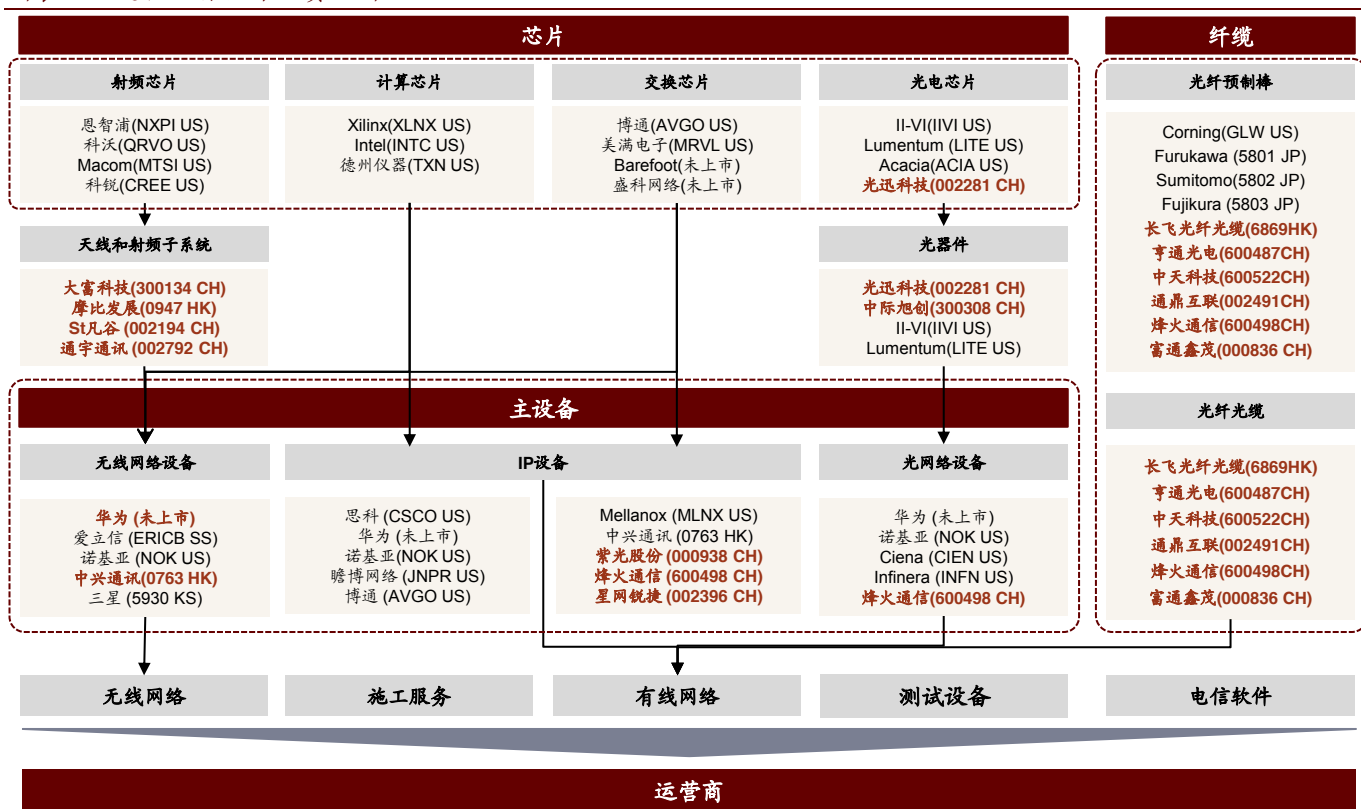 芯片
纤缆
射频芯片
计算芯片
交换芯片
光电芯片
光纤预制棒
恩智浦(NXPI US)
科沃(QRVO US)
Macom(MTSI US)
科锐(CREE US)
Xilinx(XLNX US)
Intel(INTC US)
德州仪器(TXN US)
博通(AVGO US)
美满电子(MRVL US)
Barefoot(未上市)
盛科网络(未上市)
II-VI(IIVI US)
Lumentum (LITE US)
Acacia(ACIA US)
光迅科技(002281 CH)
Corning(GLW US)
Furukawa (5801 JP)
Sumitomo(5802 JP)
Fujikura (5803 JP)
长飞光纤光缆(6869HK)
亨通光电(600487CH)
中天科技(600522CH)
通鼎互联(002491CH)
烽火通信(600498CH)
富通鑫茂(000836 CH)
天线和射频子系统
光器件
大富科技(300134 CH)
摩比发展(0947 HK)
St凡谷 (002194 CH)
通宇通讯 (002792 CH)
光迅科技(002281 CH)
中际旭创(300308 CH)
II-VI(IIVI US)
Lumentum(LITE US)
主设备
光纤光缆
无线网络设备
IP设备
光网络设备
华为 (未上市)
爱立信 (ERICB SS)
诺基亚 (NOK US)
中兴通讯(0763 HK)
三星 (5930 KS)
思科 (CSCO US)
华为 (未上市)
诺基亚(NOK US)
瞻博网络 (JNPR US)
博通 (AVGO US)
Mellanox (MLNX US)
中兴通讯 (0763 HK)
紫光股份 (000938 CH)
烽火通信 (600498 CH)
星网锐捷 (002396 CH)
华为 (未上市)
诺基亚 (NOK US)
Ciena (CIEN US)
Infinera (INFN US)
烽火通信(600498 CH)
长飞光纤光缆(6869HK)
亨通光电(600487CH)
中天科技(600522CH)
通鼎互联(002491CH)
烽火通信(600498CH)
富通鑫茂(000836 CH)
无线网络
施工服务
有线网络
测试设备
电信软件
运营商